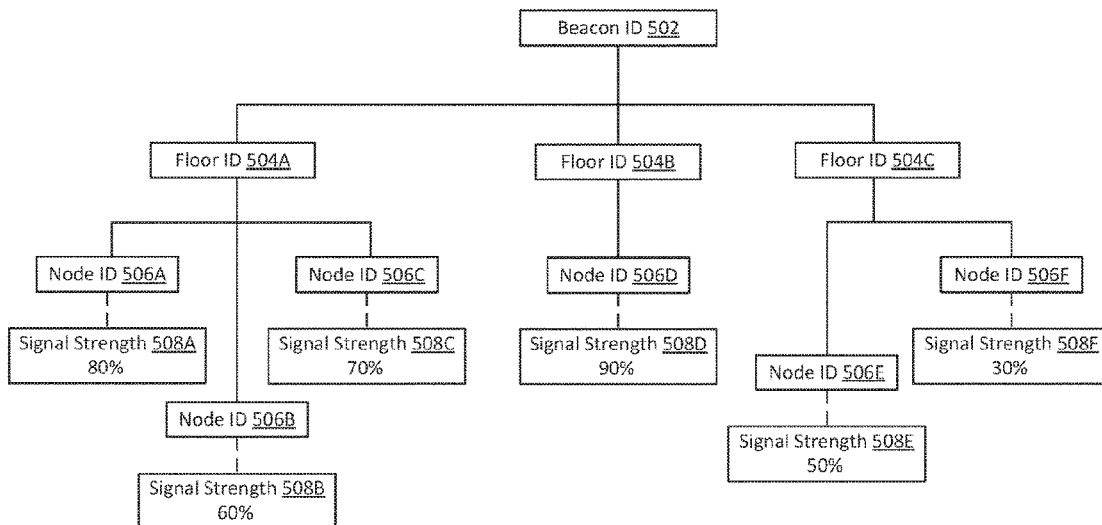 Beacon ID 502
Floor ID 504A
Floor ID 504B
Floor ID 504C
Node ID 506A
Node ID 506C
Node ID 506D
Node ID 506F
Signal Strength 508A
80%
Signal Strength 508C
70%
Signal Strength 508D
90%
Signal Strength 508F
30%
Node ID 506E
Node ID 506B
Signal Strength 508E
50%
Signal Strength 508B
60%